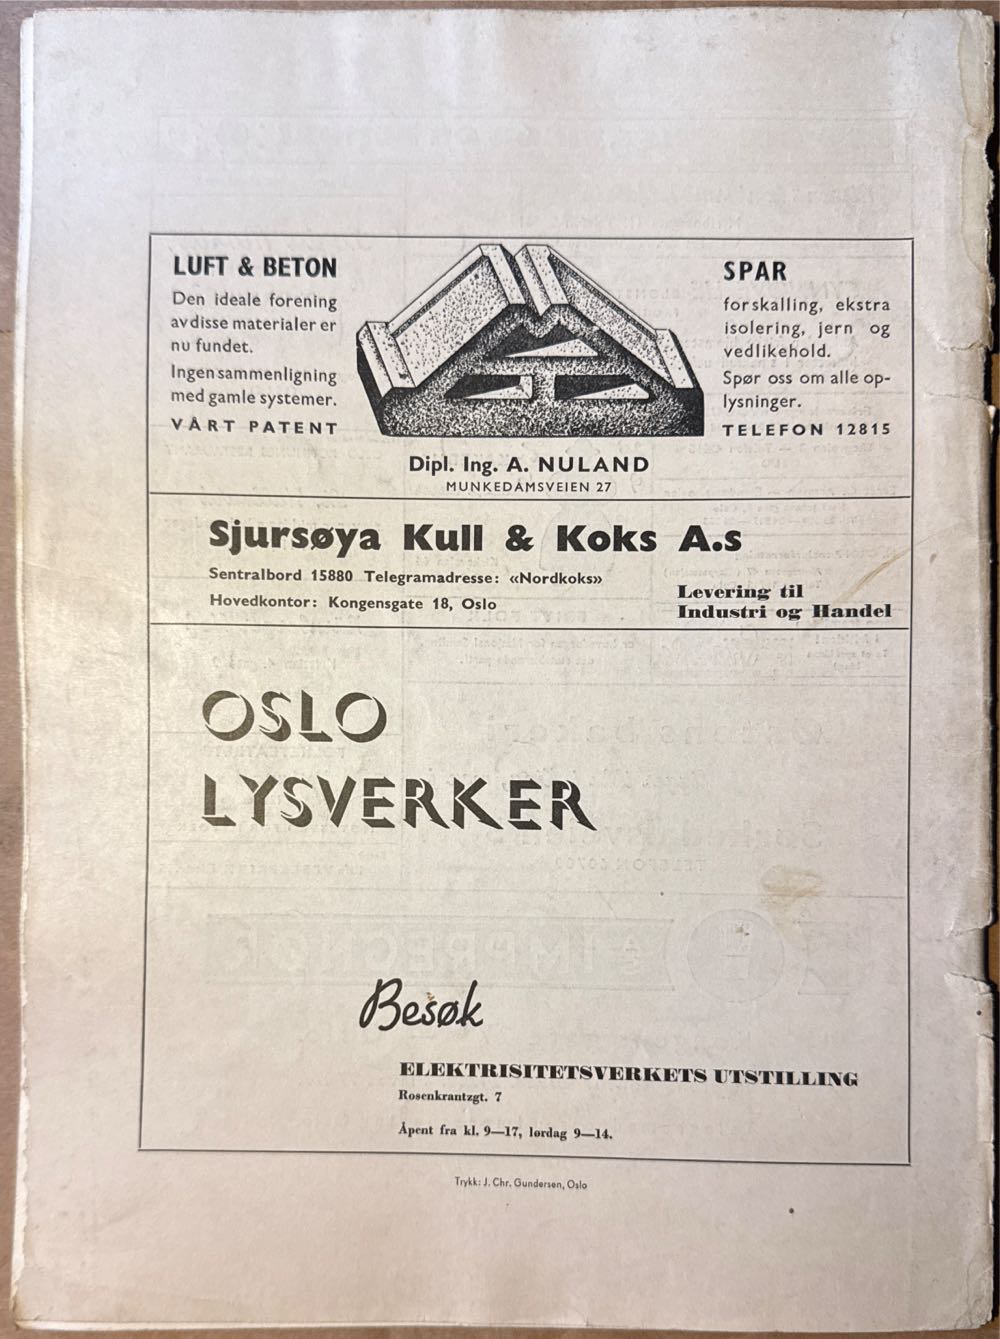 LUFT & BETON
Den ideale forening
av disse materialer er
nu fundet.
Ingen sammenligning
med gamle systemer.
VÅRT PATENT
SPAR
forskalling, ekstra
isolering, jern og
vedlikehold.
Spør oss om alle op-
lysninger.
TELEFON 12815
Dipl. Ing. A. NULAND
MUNKEDAMSVEIEN 27
Sjursøya Kull & Koks A.s
Sentralbord 15880 Telegramadresse: «Nordkoks»
Hovedkontor: Kongensgate 18, Oslo
Levering til
Industri og Handel
OSLO
LYSVERKER
Besøk
ELEKTRISITETSVERKETS UTSTILLING
Rosenkrantzgt. 7
Åpent fra kl. 9—17, lørdag 9—14.
Trykk: J. Chr. Gundersen, Oslo